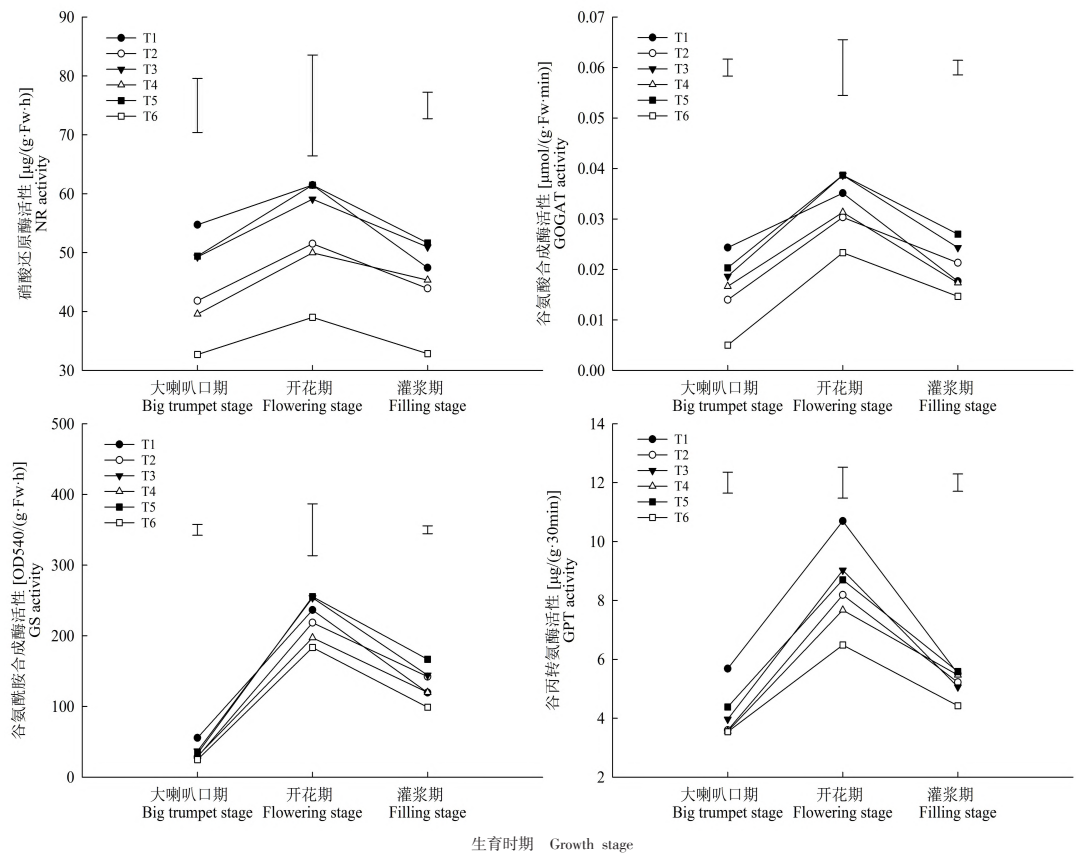 硝酸还原酶活性 [μg/(g·Fw·h)]
NR activity
90
80
70
60
50
40
30
T1
T2
T3
T4
T5
T6
大喇叭口期 开花期 灌浆期
Big trumpet stage Flowering stage Filling stage
谷氨酸合成酶活性 [μmol/(g·Fw·min)]
GOGAT activity
0.07
0.06
0.05
0.04
0.03
0.02
0.01
0.00
T1
T2
T3
T4
T5
T6
大喇叭口期 开花期 灌浆期
Big trumpet stage Flowering stage Filling stage
谷氨酰胺合成酶活性 [OD540/(g·Fw·h)]
GS activity
500
400
300
200
100
0
T1
T2
T3
T4
T5
T6
大喇叭口期 开花期 灌浆期
Big trumpet stage Flowering stage Filling stage
谷丙转氨酶活性 [μg/(g·30min)]
GPT activity
14
12
10
8
6
4
2
T1
T2
T3
T4
T5
T6
大喇叭口期 开花期 灌浆期
Big trumpet stage Flowering stage Filling stage
生育时期 Growth stage